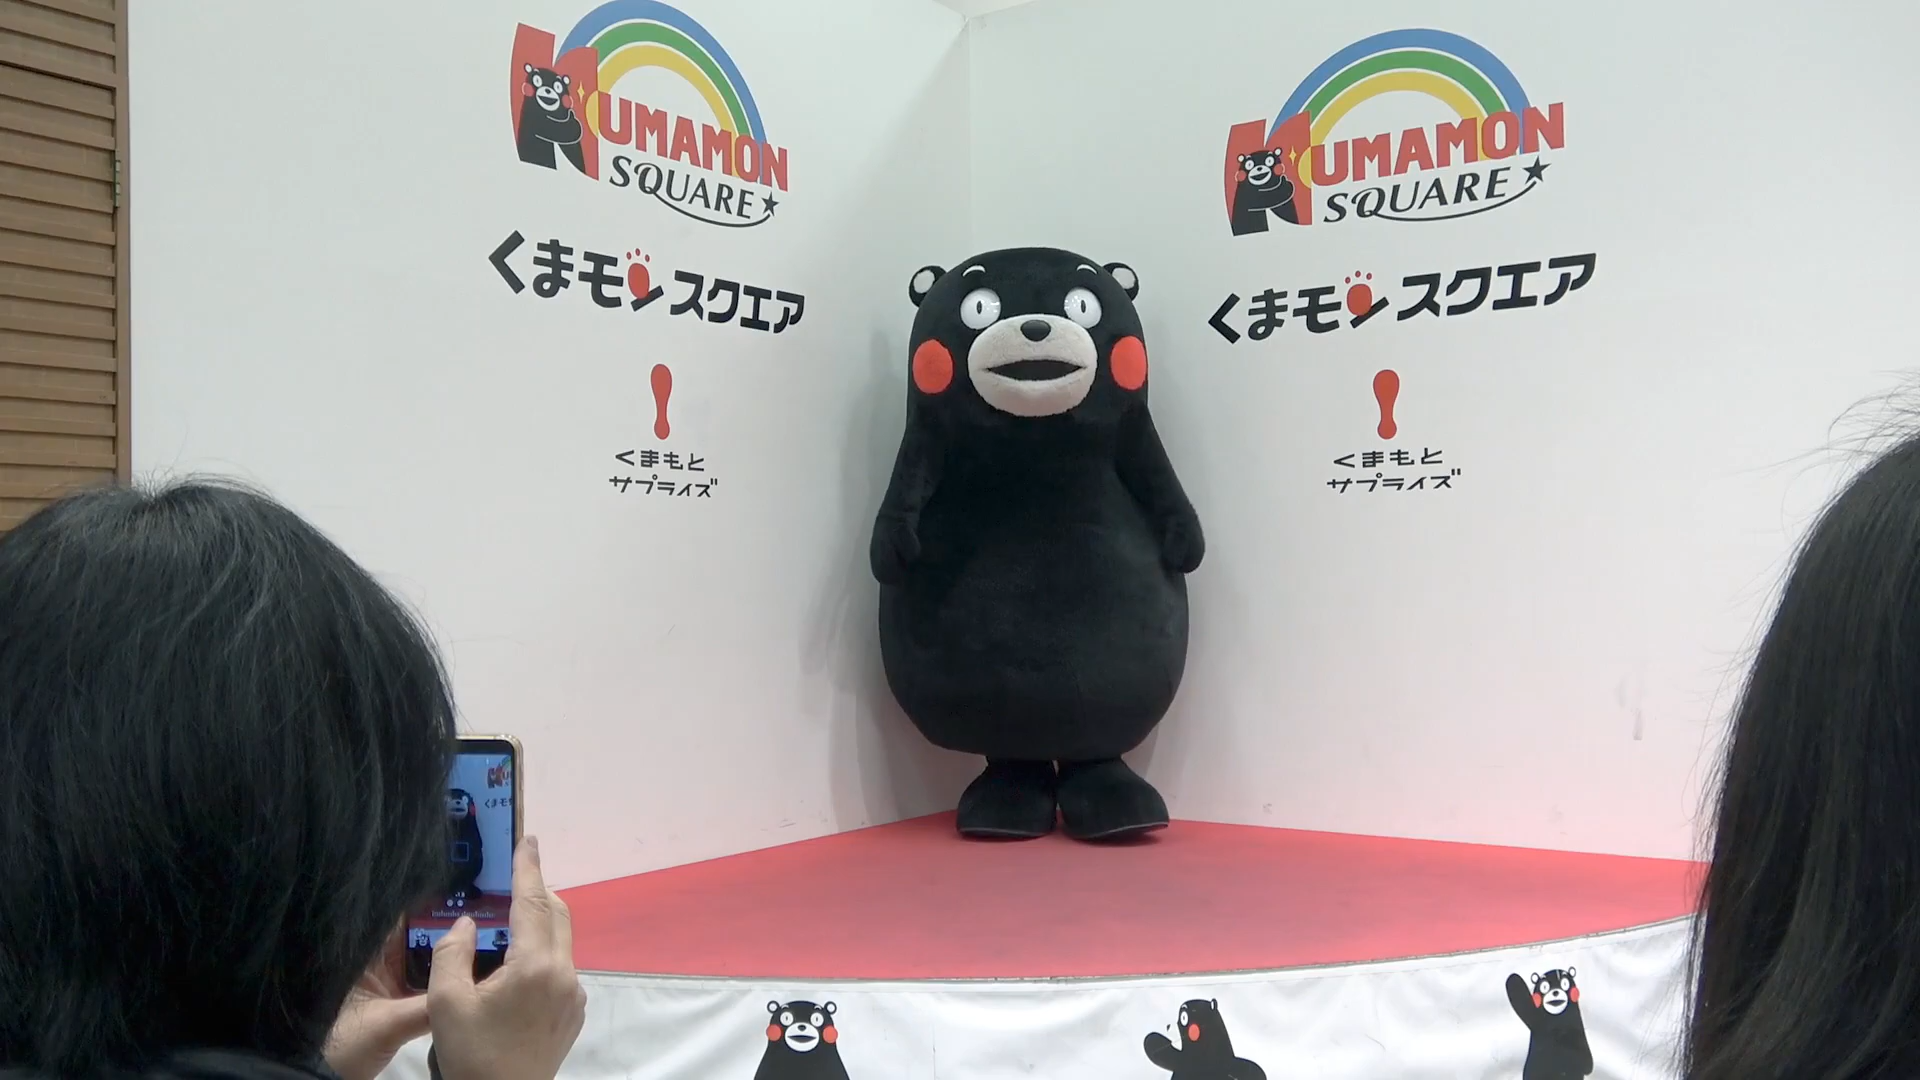 KUMAMON
SQUARE
くまモンスクエア
くまもと
サプライズ
KUMAMON
SQUARE
くまモンスクエア
くまもと
サプライズ